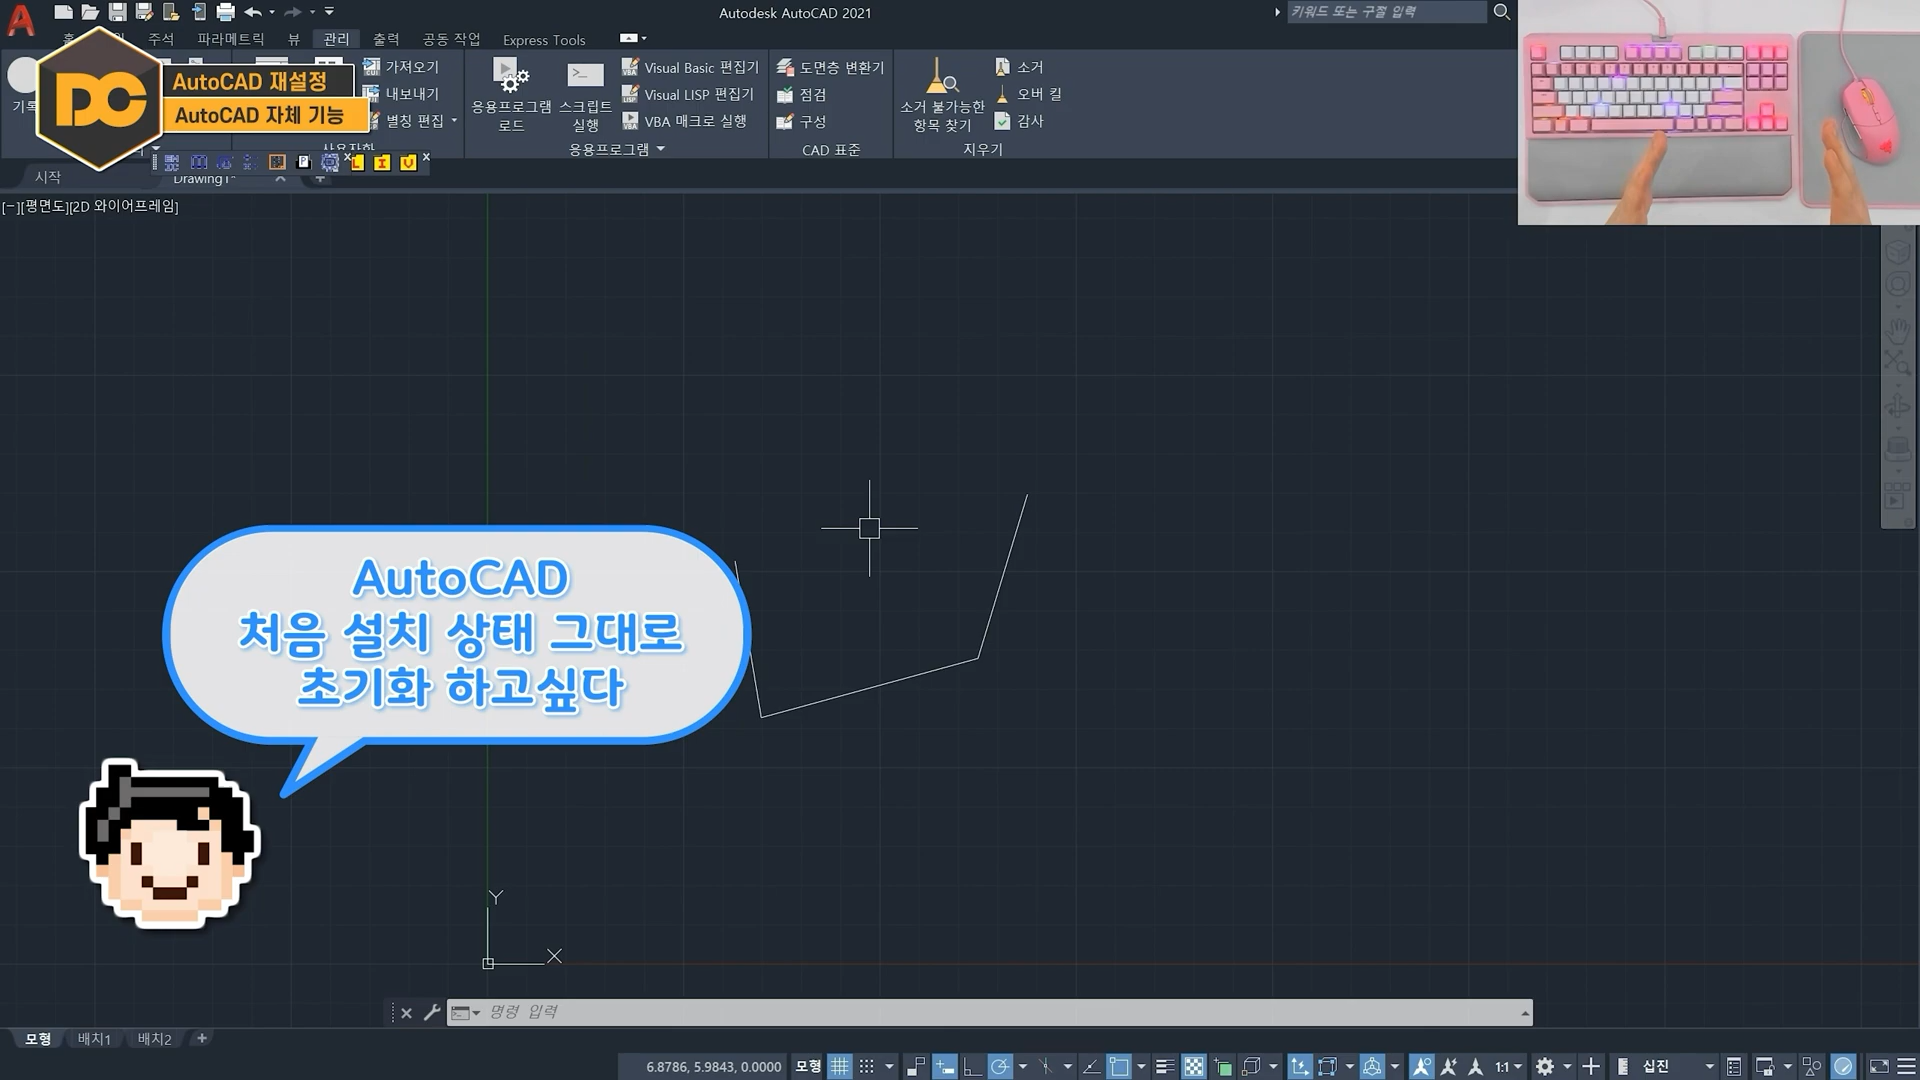 Autodesk AutoCAD 2021
키워드 또는 구절 입력
주석
파라메트릭
뷰
관리
출력
공동 작업
Express Tools
DC
AutoCAD 재설정
AutoCAD 자체 기능
가져오기
내보내기
별칭 편집
응용프로그램
로드
스크립트
실행
Visual Basic 편집기
Visual LISP 편집기
VBA 매크로 실행
응용프로그램
도면층 변환기
점검
구성
CAD 표준
소거 불가능한
항목 찾기
소거
오버 킬
감사
지우기
시작
Drawing1*
[−][평면도][2D 와이어프레임]
AutoCAD
처음 설치 상태 그대로
초기화 하고싶다
Y
X
명령 입력
모형
배치1
배치2
6.8786, 5.9843, 0.0000
모형
1:1
십진